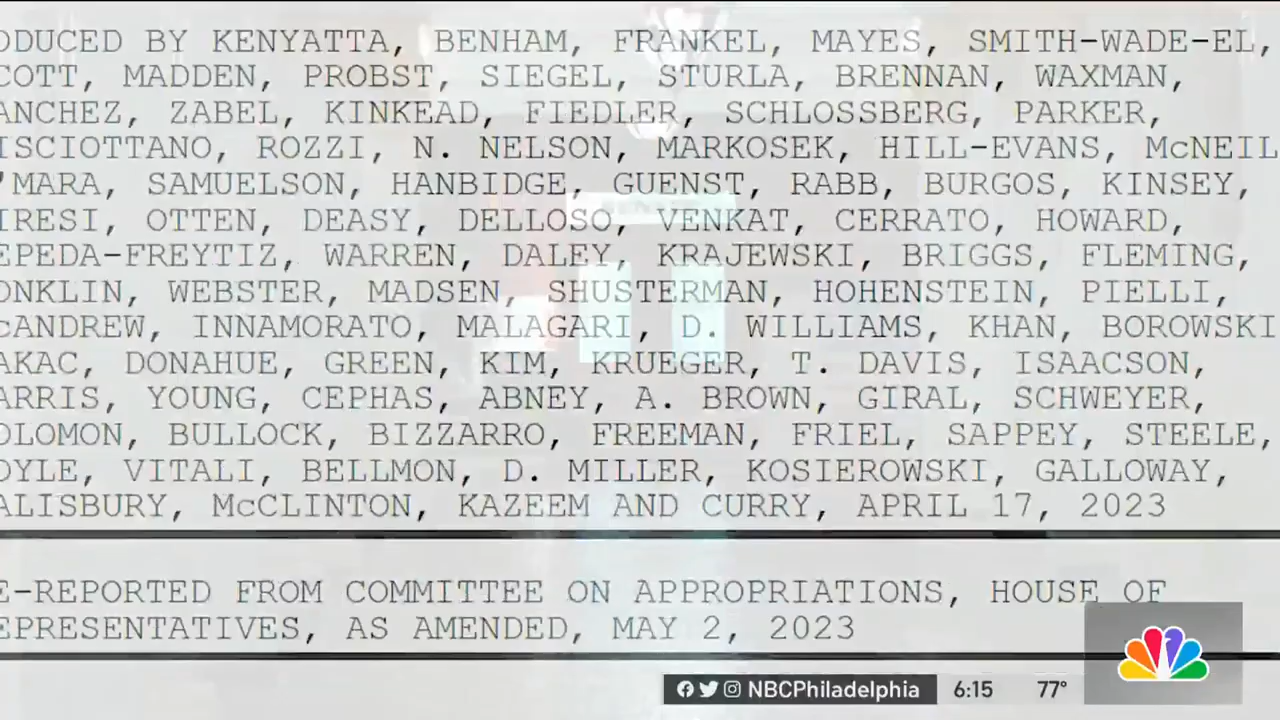 ODUCED BY KENYATTA, BENHAM, FRANKEL, MAYES, SMITH-WADE-EL,
COTT, MADDEN, PROBST, SIEGEL, STURLA, BRENNAN, WAXMAN,
ANCHEZ, ZABEL, KINKEAD, FIEDLER, SCHLOSSBERG, PARKER,
ISCIOTTANO, ROZZI, N. NELSON, MARKOSEK, HILL-EVANS, McNEIL
'MARA, SAMUELSON, HANBIDGE, GUENST, RABB, BURGOS, KINSEY,
IRESI, OTTEN, DEASY, DELLOSO, VENKAT, CERRATO, HOWARD,
EPEDA-FREYTIZ, WARREN, DALEY, KRAJEWSKI, BRIGGS, FLEMING,
ONKLIN, WEBSTER, MADSEN, SHUSTERMAN, HOHENSTEIN, PIELLI,
cANDREW, INNAMORATO, MALAGARI, D. WILLIAMS, KHAN, BOROWSKI
AKAC, DONAHUE, GREEN, KIM, KRUEGER, T. DAVIS, ISAACSON,
ARRIS, YOUNG, CEPHAS, ABNEY, A. BROWN, GIRAL, SCHWEYER,
OLOMON, BULLOCK, BIZZARRO, FREEMAN, FRIEL, SAPPEY, STEELE,
OYLE, VITALI, BELLMON, D. MILLER, KOSIEROWSKI, GALLOWAY,
ALISBURY, McCLINTON, KAZEEM AND CURRY, APRIL 17, 2023
E-REPORTED FROM COMMITTEE ON APPROPRIATIONS, HOUSE OF
EPRESENTATIVES, AS AMENDED, MAY 2, 2023
NBCPhiladelphia 6:15 77°